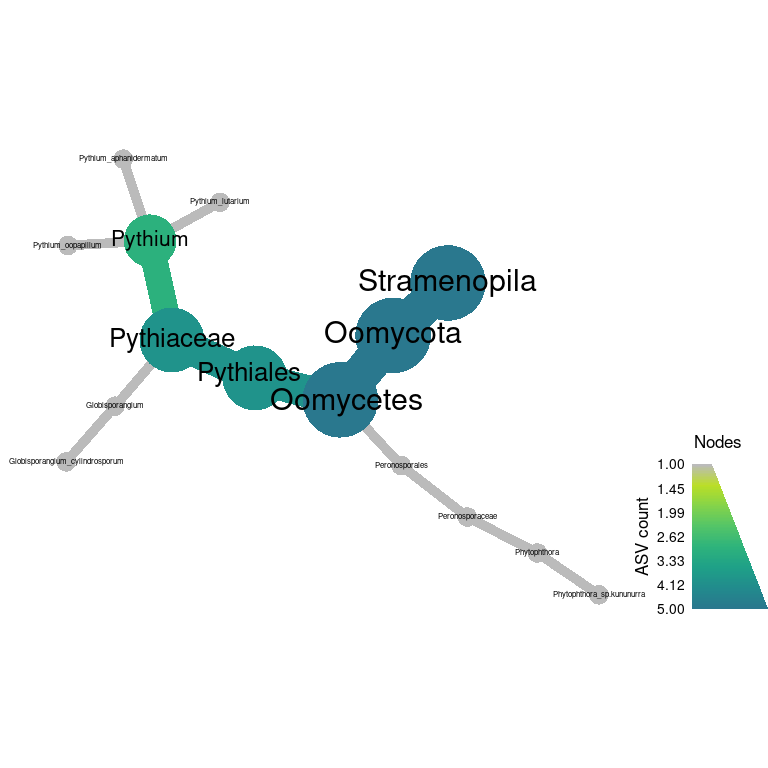 Pythium_aphanidermatum
Pythium_lutarium
Pythium_oopapillum
Pythium
Stramenopila
Oomycota
Pythiaceae
Pythiales
Oomycetes
Globisporangium
Globisporangium_cylindrosporum
Peronosporales
Peronosporaceae
Phytophthora
Phytophthora_sp.kununurra
Nodes
ASV count
1.00
1.45
1.99
2.62
3.33
4.12
5.00